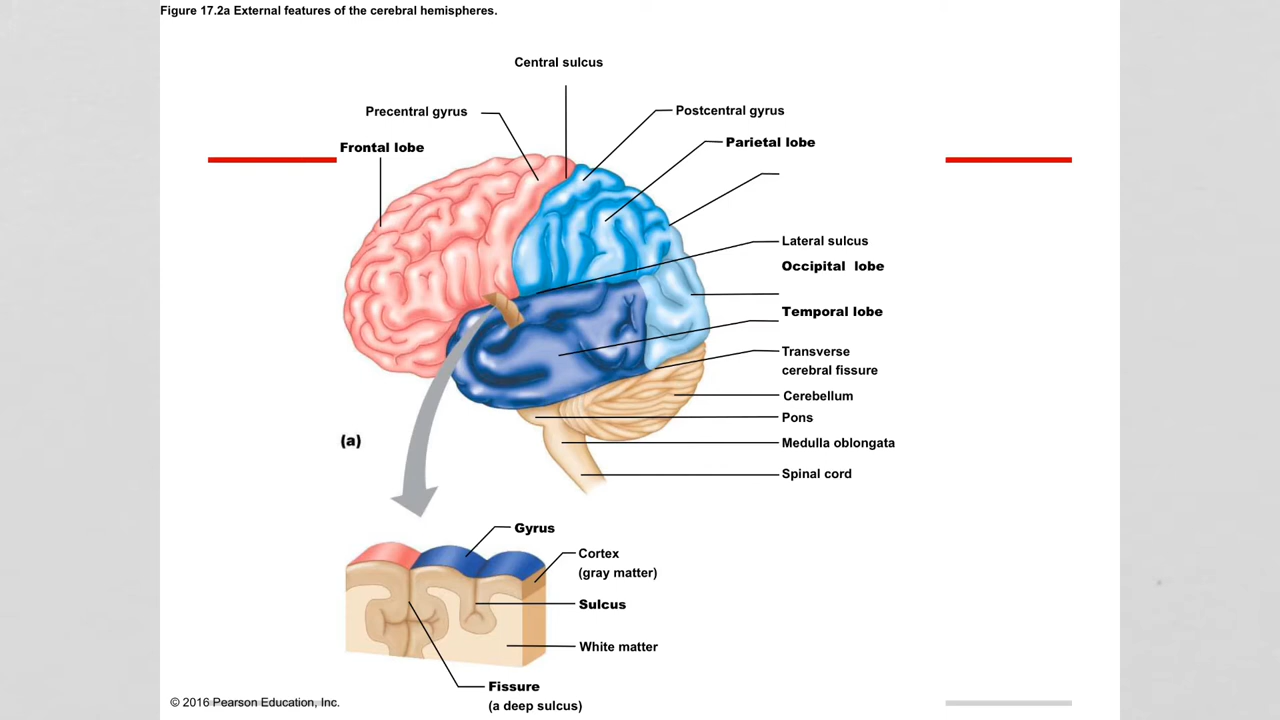 Figure 17.2a External features of the cerebral hemispheres.
Central sulcus
Precentral gyrus
Postcentral gyrus
Frontal lobe
Parietal lobe
Lateral sulcus
Occipital lobe
Temporal lobe
Transverse
cerebral fissure
Cerebellum
Pons
(a)
Medulla oblongata
Spinal cord
Gyrus
Cortex
(gray matter)
Sulcus
White matter
Fissure
(a deep sulcus)
© 2016 Pearson Education, Inc.